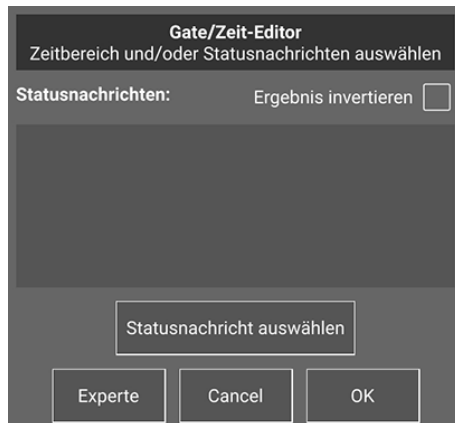 Gate/Zeit-Editor
Zeitbereich und/oder Statusnachrichten auswählen
Statusnachrichten: Ergebnis invertieren
Statusnachricht auswählen
Experte Cancel OK